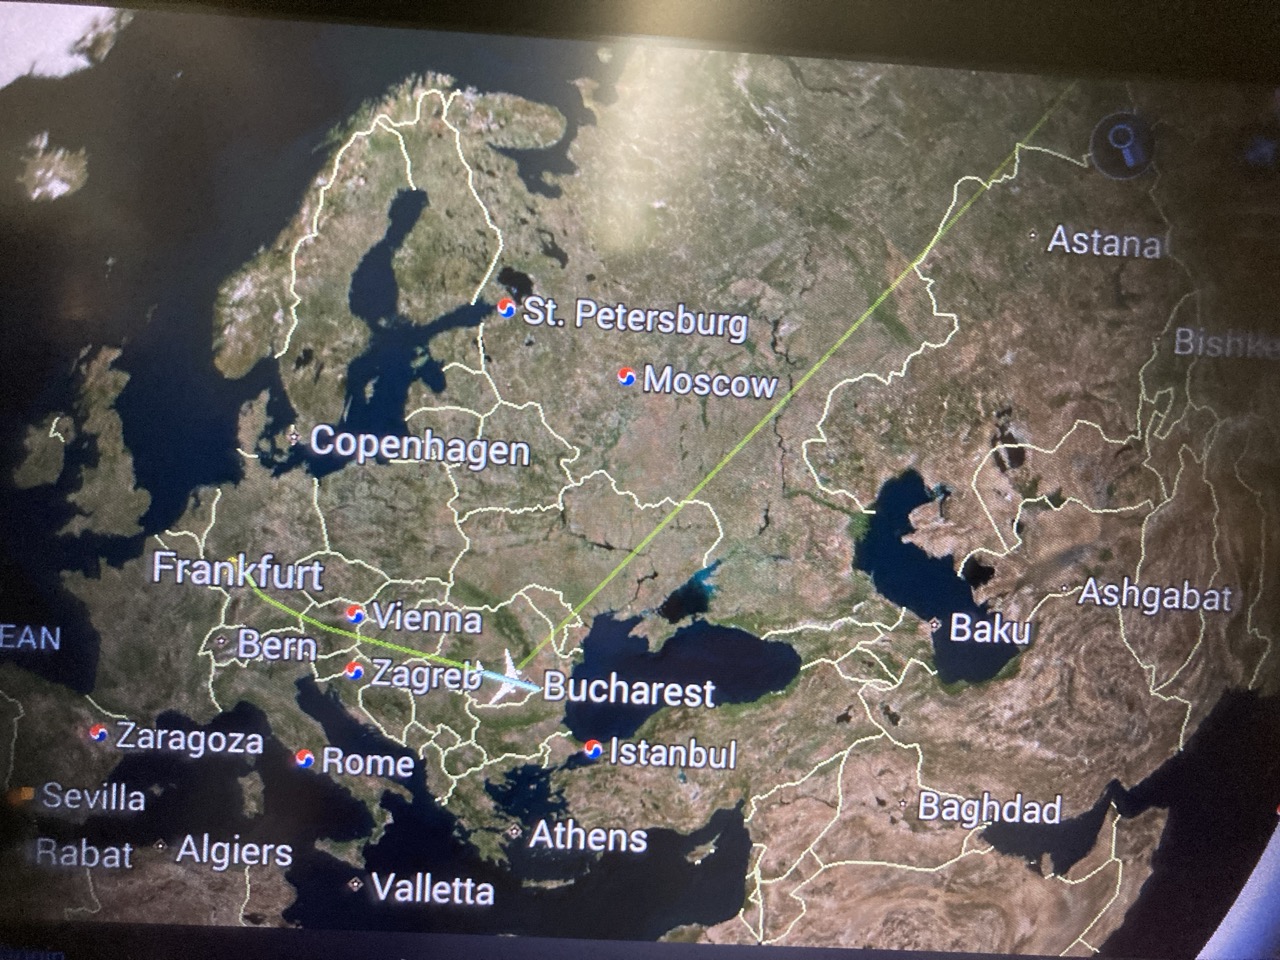 Astana
St. Petersburg
Moscow
Copenhagen
Frankfurt
Vienna
Bern
Zagreb
Bucharest
Ashgabat
Baku
EAN
Zaragoza
Rome
Istanbul
Sevilla
Baghdad
Rabat
Algiers
Athens
Valletta